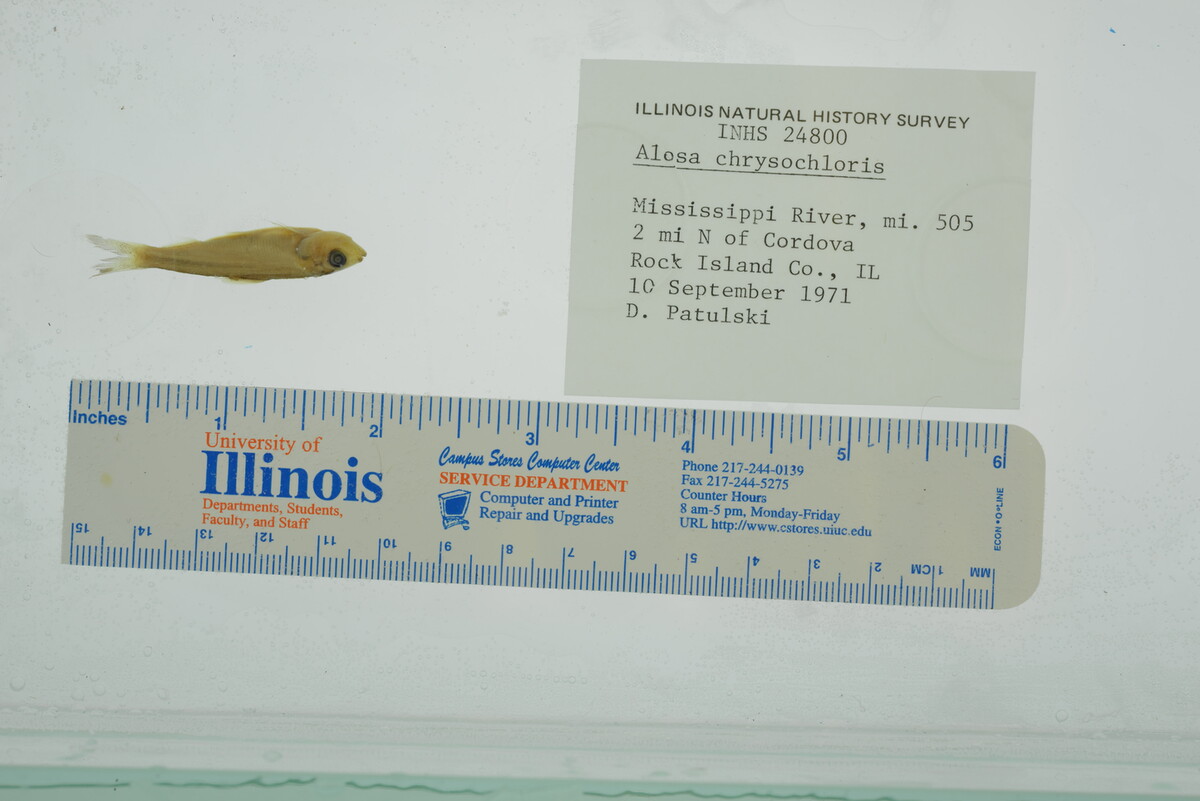 ILLINOIS NATURAL HISTORY SURVEY
INHS 24800
Alosa chrysochloris
Mississippi River, mi. 505
2 mi N of Cordova
Rock Island Co., IL
10 September 1971
D. Patulski
Inches 1 2 3 4 5 6
University of
Illinois
Departments, Students,
Faculty, and Staff
Campus Stores Computer Center
SERVICE DEPARTMENT
Computer and Printer
Repair and Upgrades
Phone 217-244-0139
Fax 217-244-5275
Counter Hours
8 am-5 pm, Monday-Friday
URL http://www.cstores.uiuc.edu
ECON•O•LINE
MM 1CM 2 3 4 5 6 7 8 9 10 11 12 13 14 15